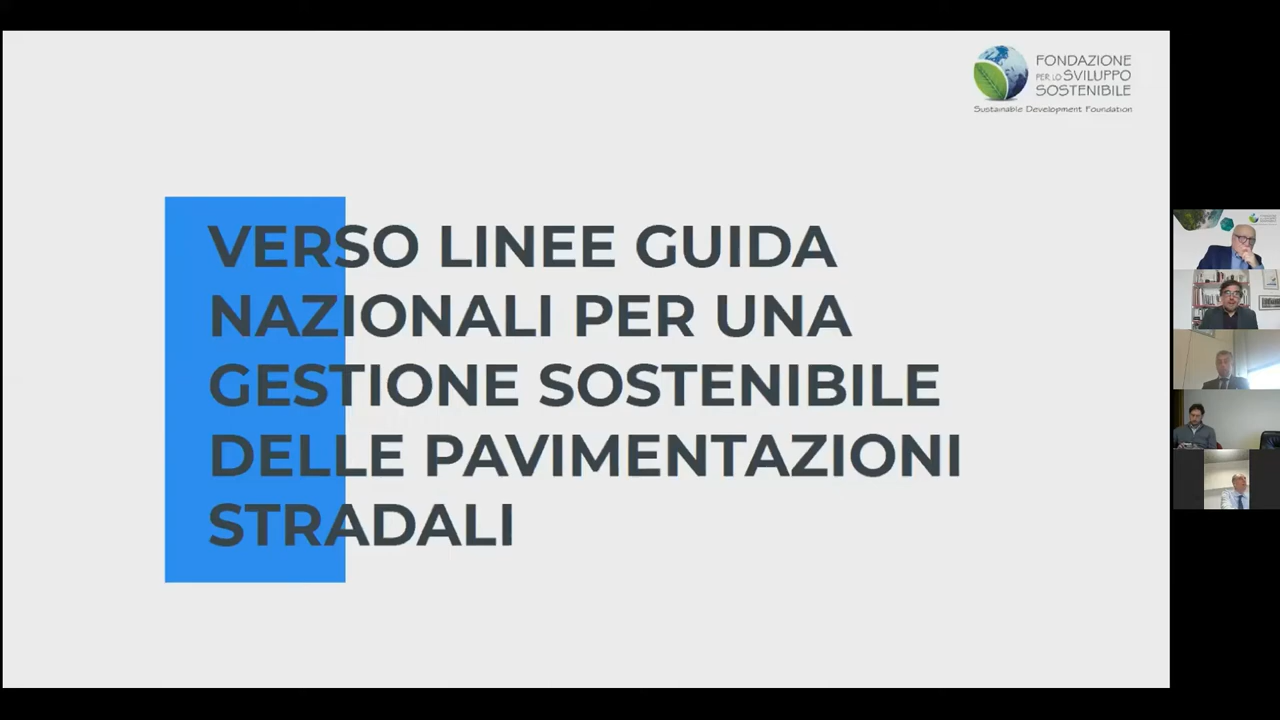 FONDAZIONE
PER LO SVILUPPO
SOSTENIBILE
Sustainable Development Foundation
VERSO LINEE GUIDA
NAZIONALI PER UNA
GESTIONE SOSTENIBILE
DELLE PAVIMENTAZIONI
STRADALI